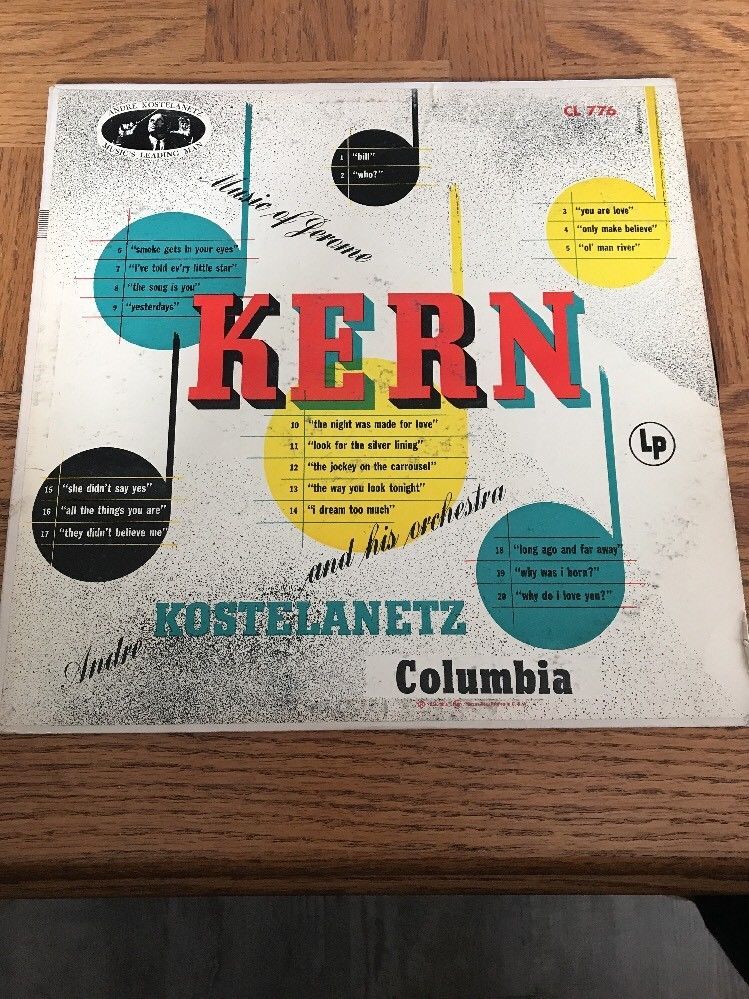 ANDRE KOSTELANETZ
MUSIC'S LEADING MAN
CL 776
1 "bill"
2 "who?"
Music of Jerome
3 "you are love"
4 "only make believe"
5 "ol' man river"
6 "smoke gets in your eyes"
7 "i've told ev'ry little star"
8 "the song is you"
9 "yesterdays"
KERN
10 "the night was made for love"
11 "look for the silver lining"
12 "the jockey on the carrousel"
13 "the way you look tonight"
14 "i dream too much"
Lp
15 "she didn't say yes"
16 "all the things you are"
17 "they didn't believe me"
and his orchestra
18 "long ago and far away"
19 "why was i born?"
20 "why do i love you?"
Andre KOSTELANETZ
Columbia